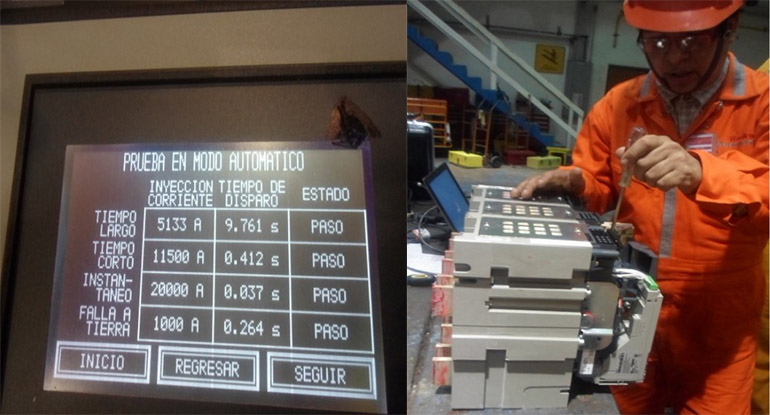 PRUEBA EN MODO AUTOMATICO
INYECCION CORRIENTE TIEMPO DE DISPARO ESTADO
TIEMPO LARGO 5133 A 9.761 s PASO
TIEMPO CORTO 11500 A 0.412 s PASO
INSTAN-TANEO 20000 A 0.037 s PASO
FALLA A TIERRA 1000 A 0.264 s PASO
INICIO REGRESAR SEGUIR